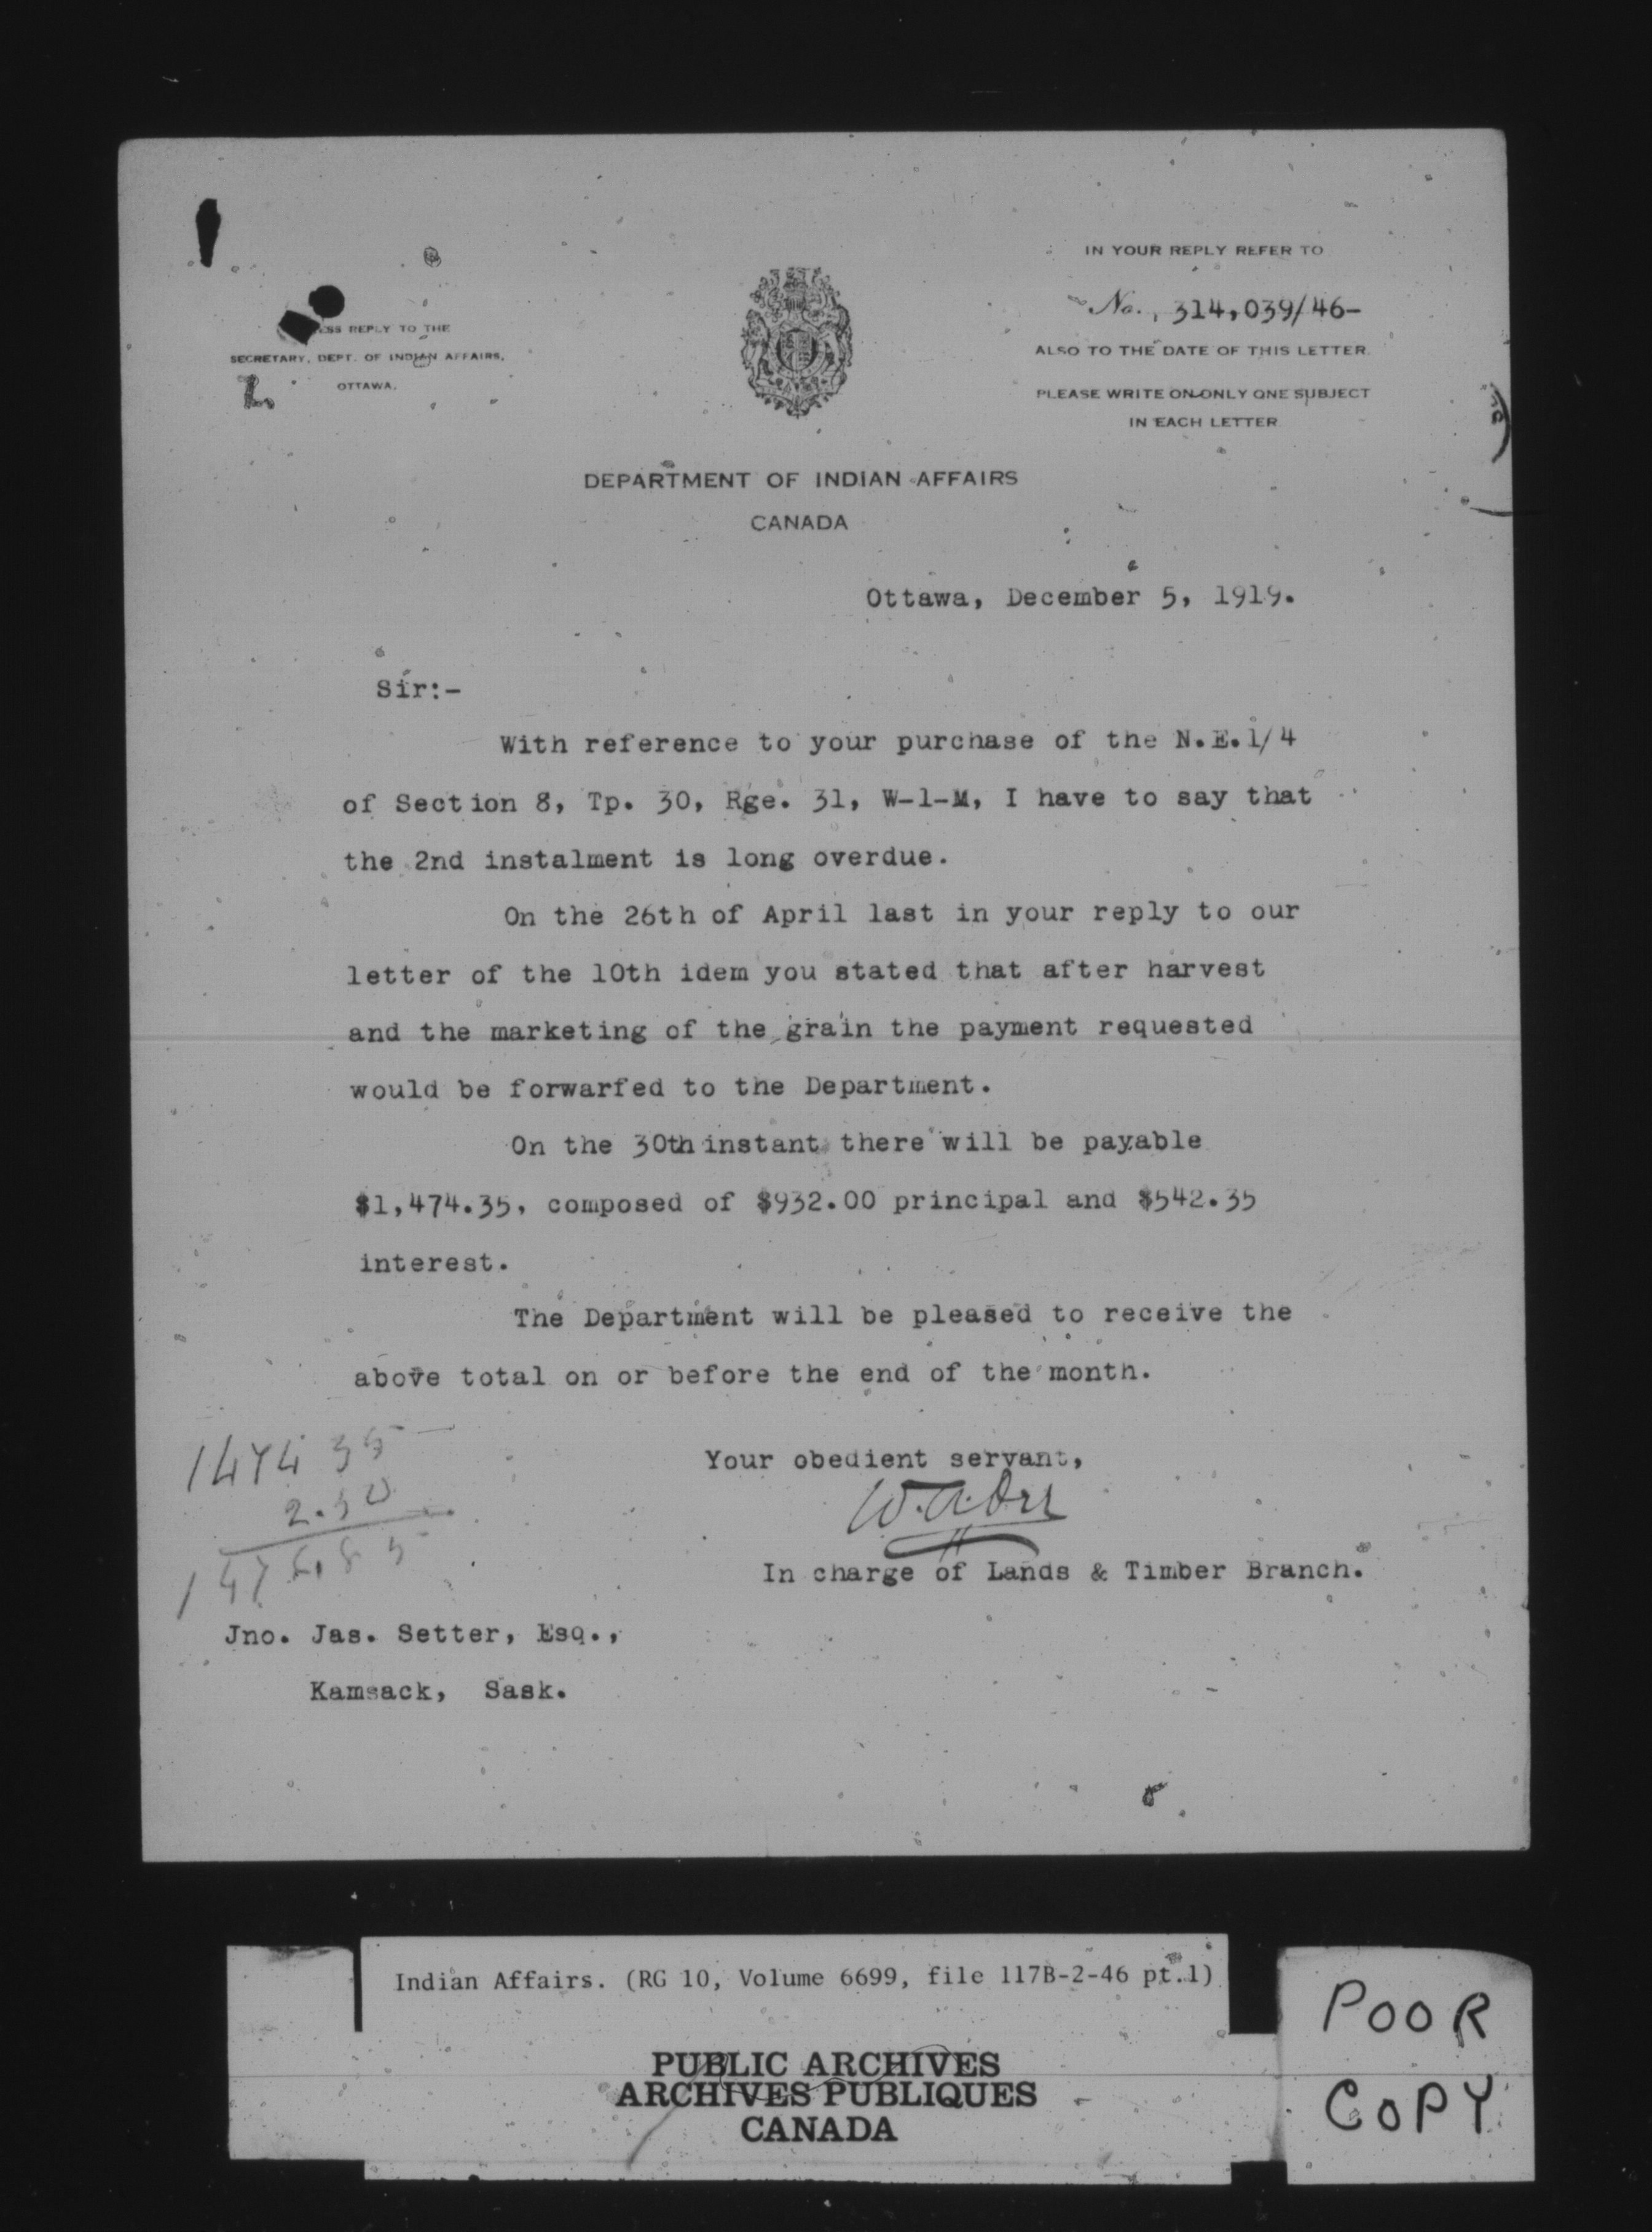 IN YOUR REPLY REFER TO
No. 314,039/46-
ALSO TO THE DATE OF THIS LETTER.
PLEASE WRITE ON ONLY ONE SUBJECT
IN EACH LETTER
REPLY TO THE
SECRETARY, DEPT. OF INDIAN AFFAIRS,
OTTAWA.
DEPARTMENT OF INDIAN AFFAIRS
CANADA
Ottawa, December 5, 1919.
Sir:-
With reference to your purchase of the N.E.1/4
of Section 8, Tp. 30, Rge. 31, W-1-M, I have to say that
the 2nd instalment is long overdue.
On the 26th of April last in your reply to our
letter of the 10th idem you stated that after harvest
and the marketing of the grain the payment requested
would be forwarfed to the Department.
On the 30th instant there will be payable
$1,474.35, composed of $932.00 principal and $542.35
interest.
The Department will be pleased to receive the
above total on or before the end of the month.
Your obedient servant,
W.A.Orr
In charge of Lands & Timber Branch.
1474 35
2.50
1476.85
Jno. Jas. Setter, Esq.,
Kamsack, Sask.
Indian Affairs. (RG 10, Volume 6699, file 117B-2-46 pt.1)
PUBLIC ARCHIVES
ARCHIVES PUBLIQUES
CANADA
POOR
COPY